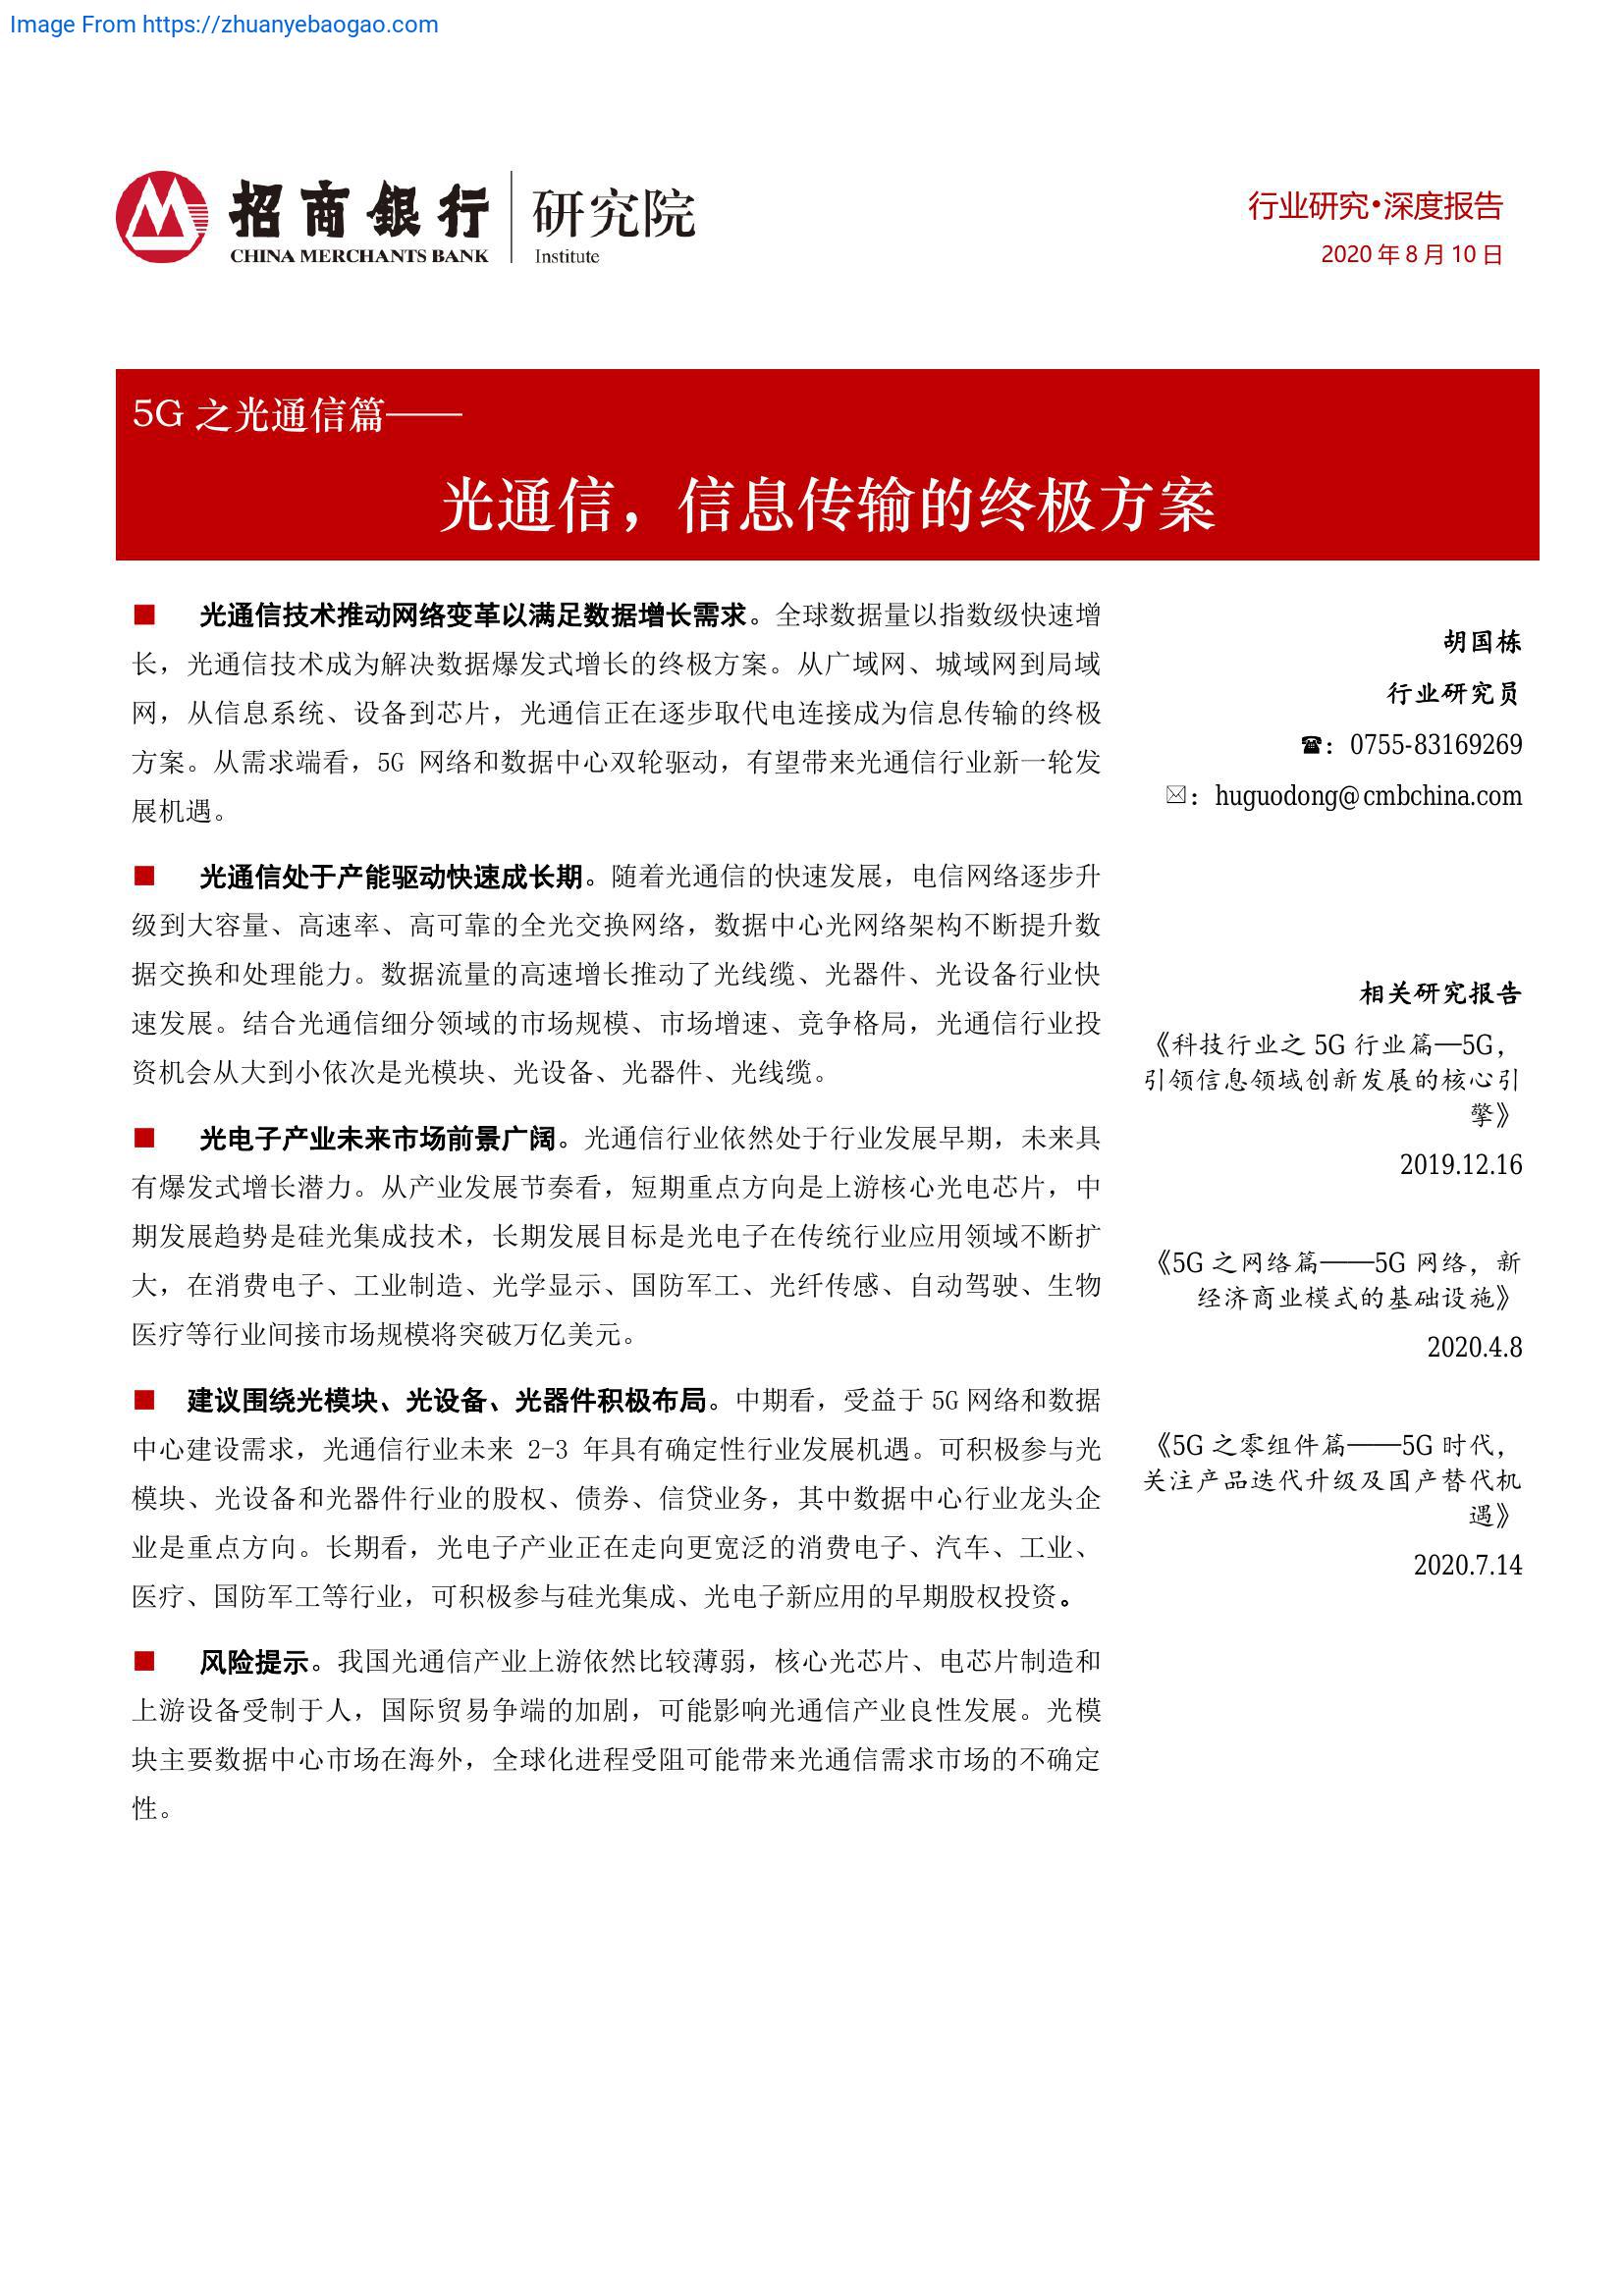 Image From https://zhuanyebaogao.com
招商銀行
CHINA MERCHANTS BANK
研究院
Institute
行业研究•深度报告
2020 年 8 月 10 日
5G 之光通信篇——
光通信，信息传输的终极方案
■ 光通信技术推动网络变革以满足数据增长需求。全球数据量以指数级快速增
长，光通信技术成为解决数据爆发式增长的终极方案。从广域网、城域网到局域
网，从信息系统、设备到芯片，光通信正在逐步取代电连接成为信息传输的终极
方案。从需求端看，5G 网络和数据中心双轮驱动，有望带来光通信行业新一轮发
展机遇。
■ 光通信处于产能驱动快速成长期。随着光通信的快速发展，电信网络逐步升
级到大容量、高速率、高可靠的全光交换网络，数据中心光网络架构不断提升数
据交换和处理能力。数据流量的高速增长推动了光线缆、光器件、光设备行业快
速发展。结合光通信细分领域的市场规模、市场增速、竞争格局，光通信行业投
资机会从大到小依次是光模块、光设备、光器件、光线缆。
■ 光电子产业未来市场前景广阔。光通信行业依然处于行业发展早期，未来具
有爆发式增长潜力。从产业发展节奏看，短期重点方向是上游核心光电芯片，中
期发展趋势是硅光集成技术，长期发展目标是光电子在传统行业应用领域不断扩
大，在消费电子、工业制造、光学显示、国防军工、光纤传感、自动驾驶、生物
医疗等行业间接市场规模将突破万亿美元。
■ 建议围绕光模块、光设备、光器件积极布局。中期看，受益于 5G 网络和数据
中心建设需求，光通信行业未来 2-3 年具有确定性行业发展机遇。可积极参与光
模块、光设备和光器件行业的股权、债券、信贷业务，其中数据中心行业龙头企
业是重点方向。长期看，光电子产业正在走向更宽泛的消费电子、汽车、工业、
医疗、国防军工等行业，可积极参与硅光集成、光电子新应用的早期股权投资。
■ 风险提示。我国光通信产业上游依然比较薄弱，核心光芯片、电芯片制造和
上游设备受制于人，国际贸易争端的加剧，可能影响光通信产业良性发展。光模
块主要数据中心市场在海外，全球化进程受阻可能带来光通信需求市场的不确定
性。
胡国栋
行业研究员
☎：0755-83169269
✉：huguodong@cmbchina.com
相关研究报告
《科技行业之 5G 行业篇—5G，
引领信息领域创新发展的核心引
擎》
2019.12.16
《5G 之网络篇——5G 网络，新
经济商业模式的基础设施》
2020.4.8
《5G 之零组件篇——5G 时代，
关注产品迭代升级及国产替代机
遇》
2020.7.14